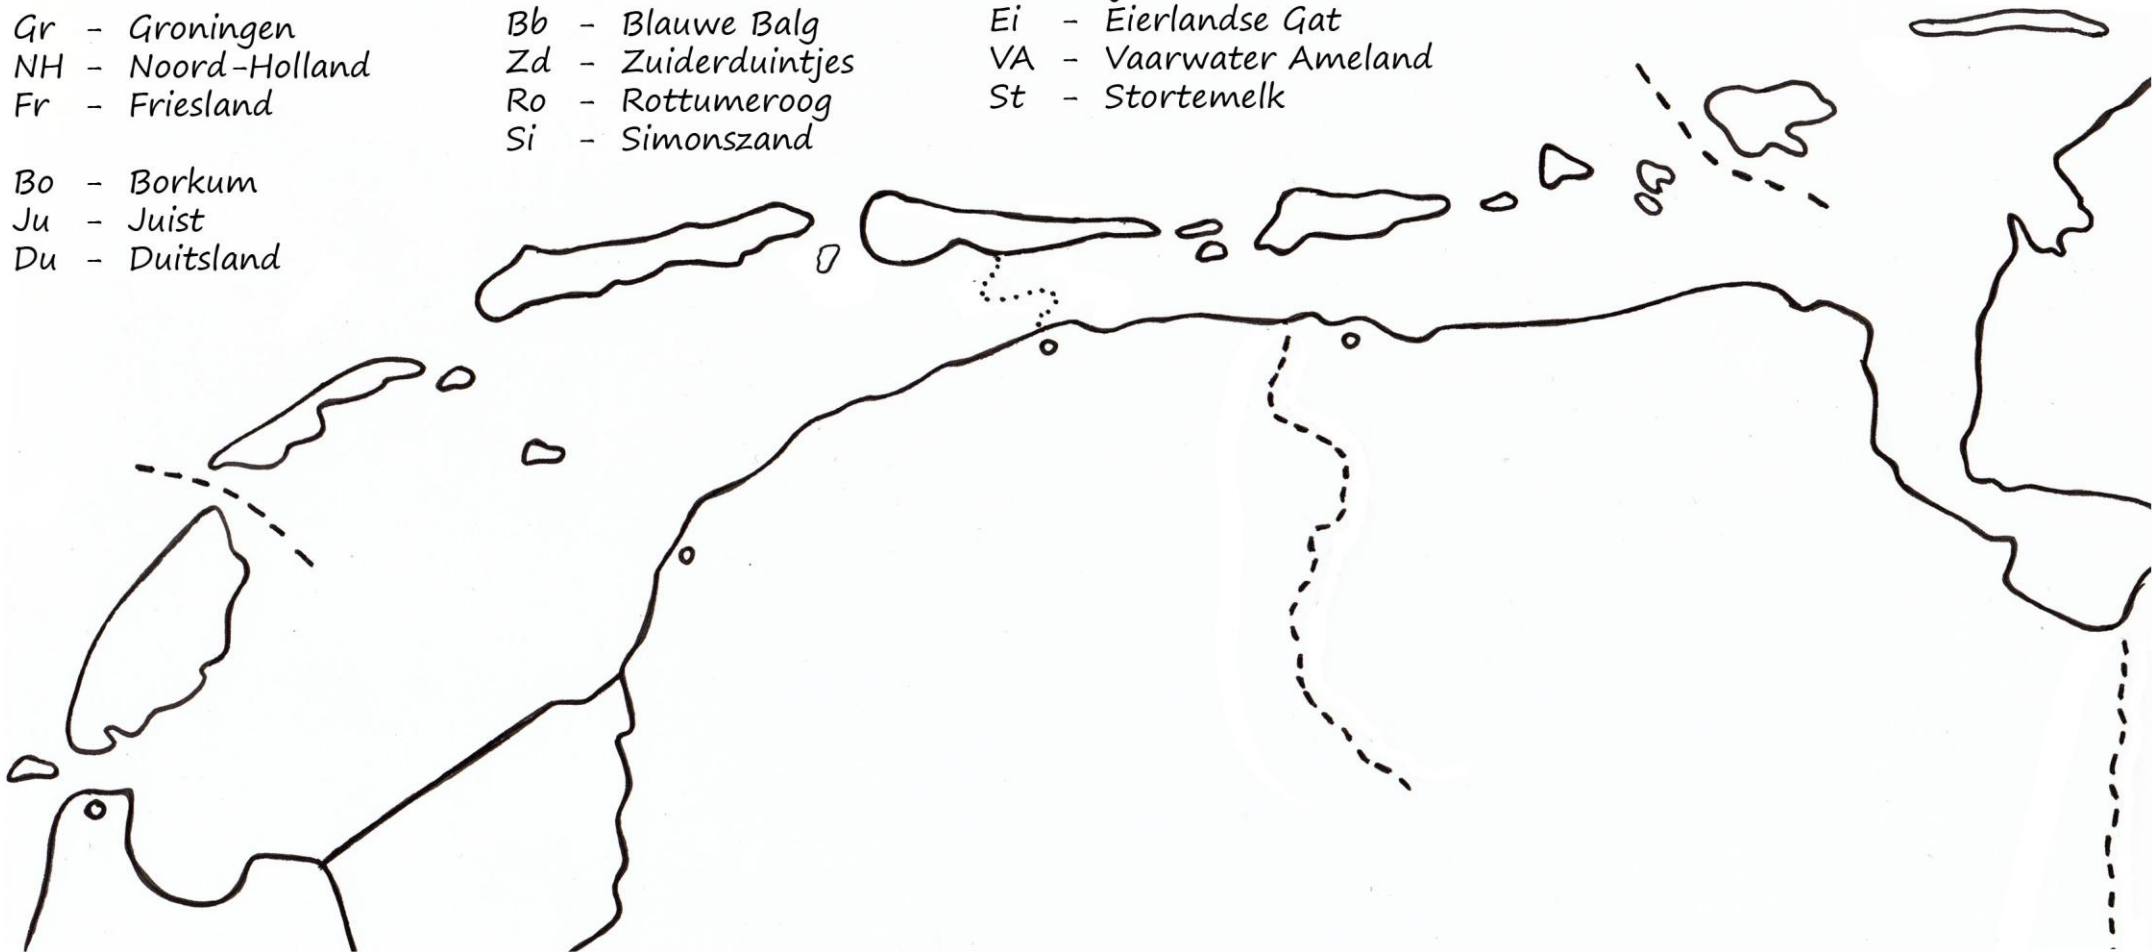 Gr - Groningen
NH - Noord-Holland
Fr - Friesland
Bo - Borkum
Ju - Juist
Du - Duitsland
Bb - Blauwe Balg
Zd - Zuiderduintjes
Ro - Rottumeroog
Si - Simonszand
Ei - Eierlandse Gat
VA - Vaarwater Ameland
St - Stortemelk